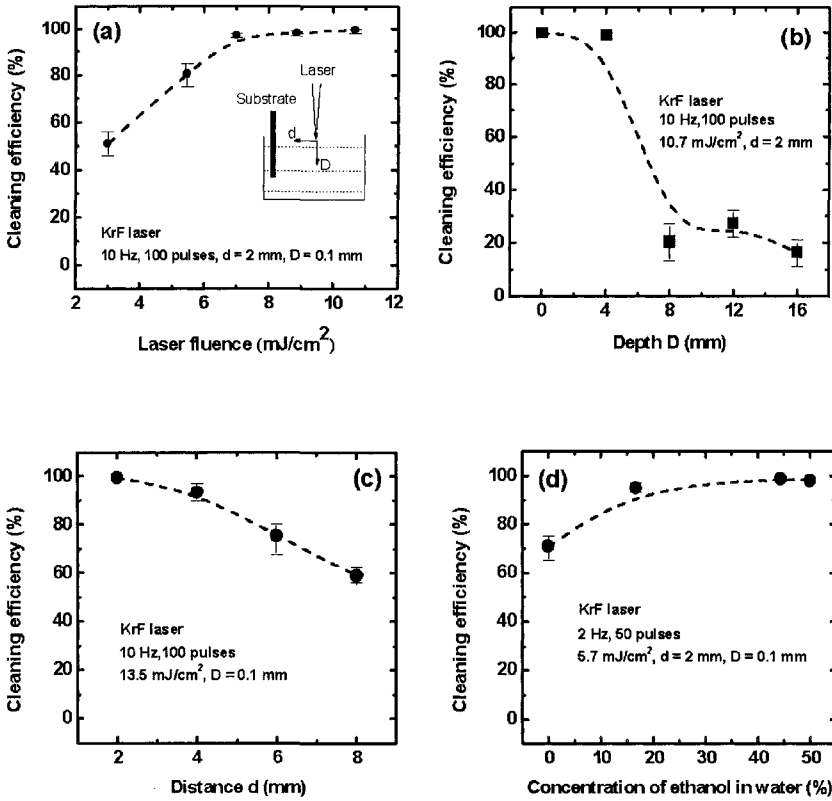 (a)
Cleaning efficiency (%)
100
80
60
40
20
0
Laser
Substrate
d
D
KrF laser
10 Hz, 100 pulses, d = 2 mm, D = 0.1 mm
2 4 6 8 10 12
Laser fluence (mJ/cm²)
(b)
Cleaning efficiency (%)
100
80
60
40
20
0
KrF laser
10 Hz,100 pulses
10.7 mJ/cm², d = 2 mm
0 4 8 12 16
Depth D (mm)
(c)
Cleaning efficiency (%)
100
80
60
40
20
0
KrF laser
10 Hz,100 pulses
13.5 mJ/cm², D = 0.1 mm
2 4 6 8
Distance d (mm)
(d)
Cleaning efficiency (%)
100
80
60
40
20
0
KrF laser
2 Hz, 50 pulses
5.7 mJ/cm², d = 2 mm, D = 0.1 mm
0 10 20 30 40 50
Concentration of ethanol in water (%)